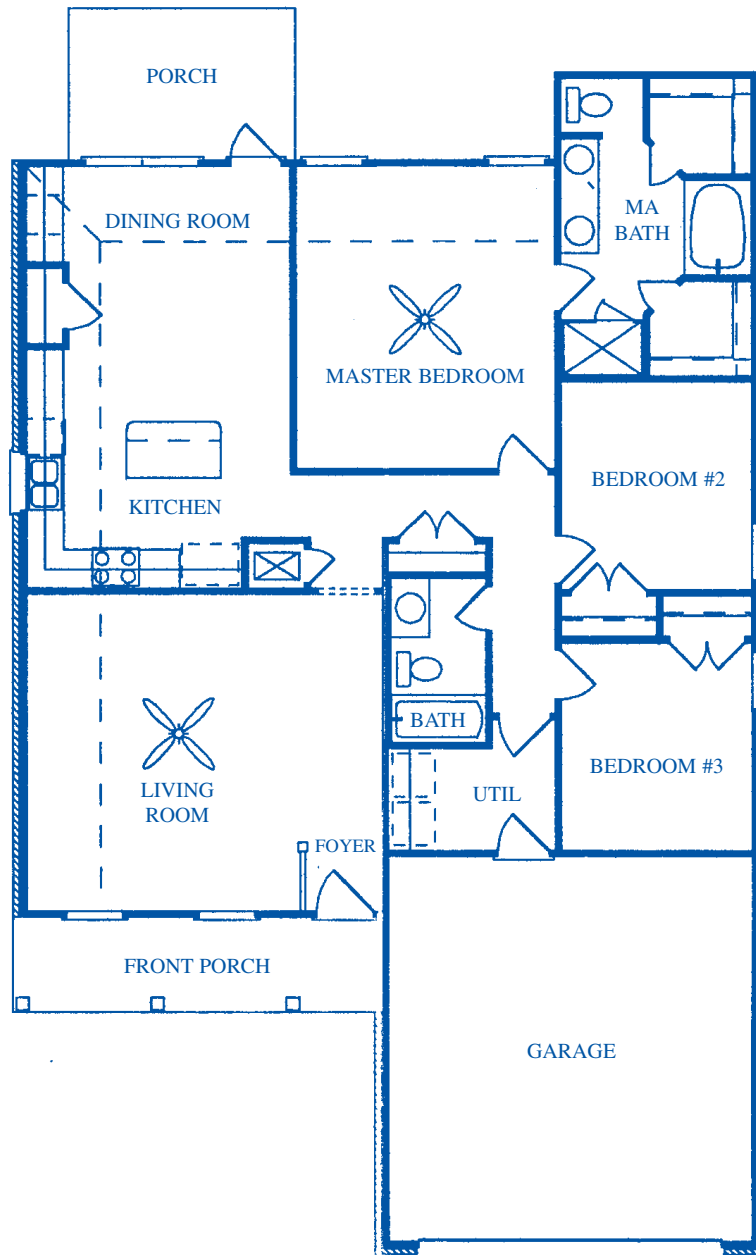 PORCH
DINING ROOM
MA
BATH
MASTER BEDROOM
BEDROOM #2
KITCHEN
BATH
LIVING
ROOM
BEDROOM #3
UTIL
FOYER
FRONT PORCH
GARAGE